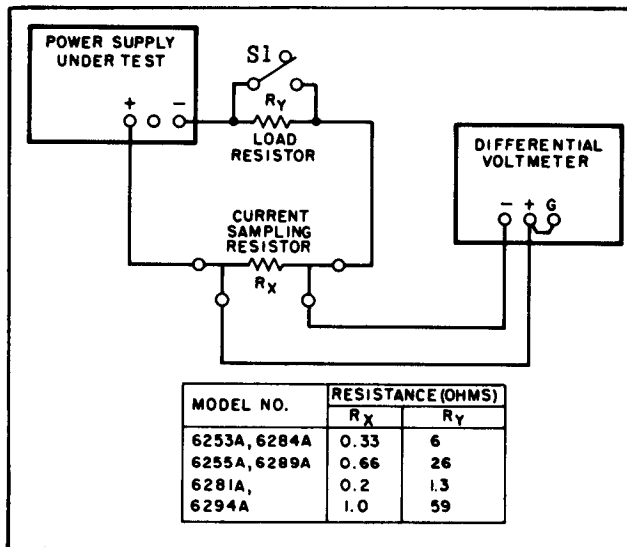 POWER SUPPLY
UNDER TEST
+ -
S1
RY
LOAD
RESISTOR
DIFFERENTIAL
VOLTMETER
- + G
CURRENT
SAMPLING
RESISTOR
RX
MODEL NO. RESISTANCE (OHMS)
RX RY
6253A, 6284A 0.33 6
6255A, 6289A 0.66 26
6281A, 0.2 1.3
6294A 1.0 59